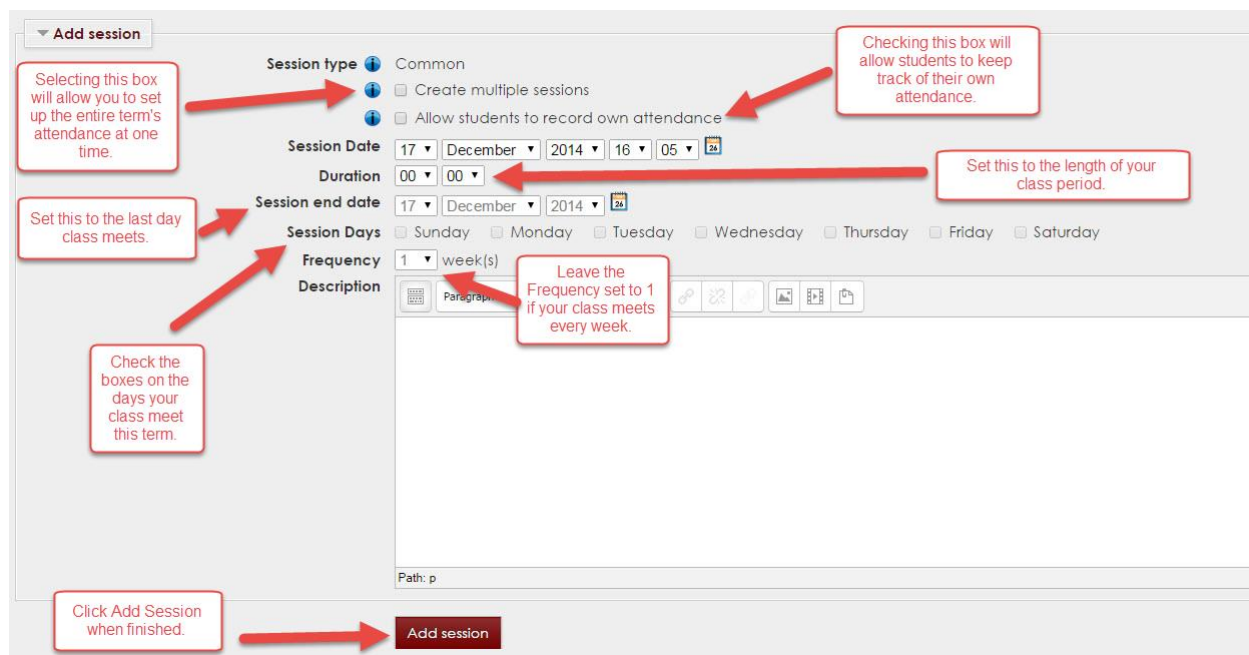 Add session
Checking this box will
allow students to keep
track of their own
attendance.
Selecting this box
will allow you to set
up the entire term's
attendance at one
time.
Session type Common
Create multiple sessions
Allow students to record own attendance
Session Date 17 December 2014 16 05 26
Duration 00 00
Set this to the length of your
class period.
Session end date 17 December 2014 26
Set this to the last day
class meets.
Session Days Sunday Monday Tuesday Wednesday Thursday Friday Saturday
Frequency 1 week(s)
Leave the
Frequency set to 1
if your class meets
every week.
Description
Check the
boxes on the
days your
class meet
this term.
Path: p
Click Add Session
when finished.
Add session